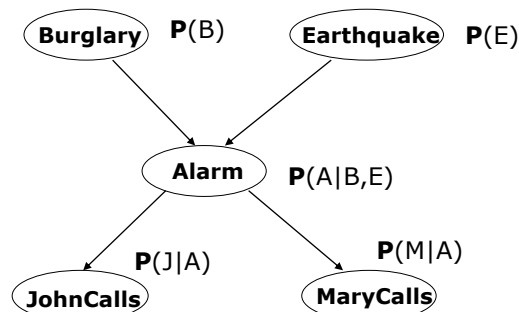 Burglary P(B)
Earthquake P(E)
Alarm
P(A|B,E)
P(J|A)
P(M|A)
JohnCalls
MaryCalls